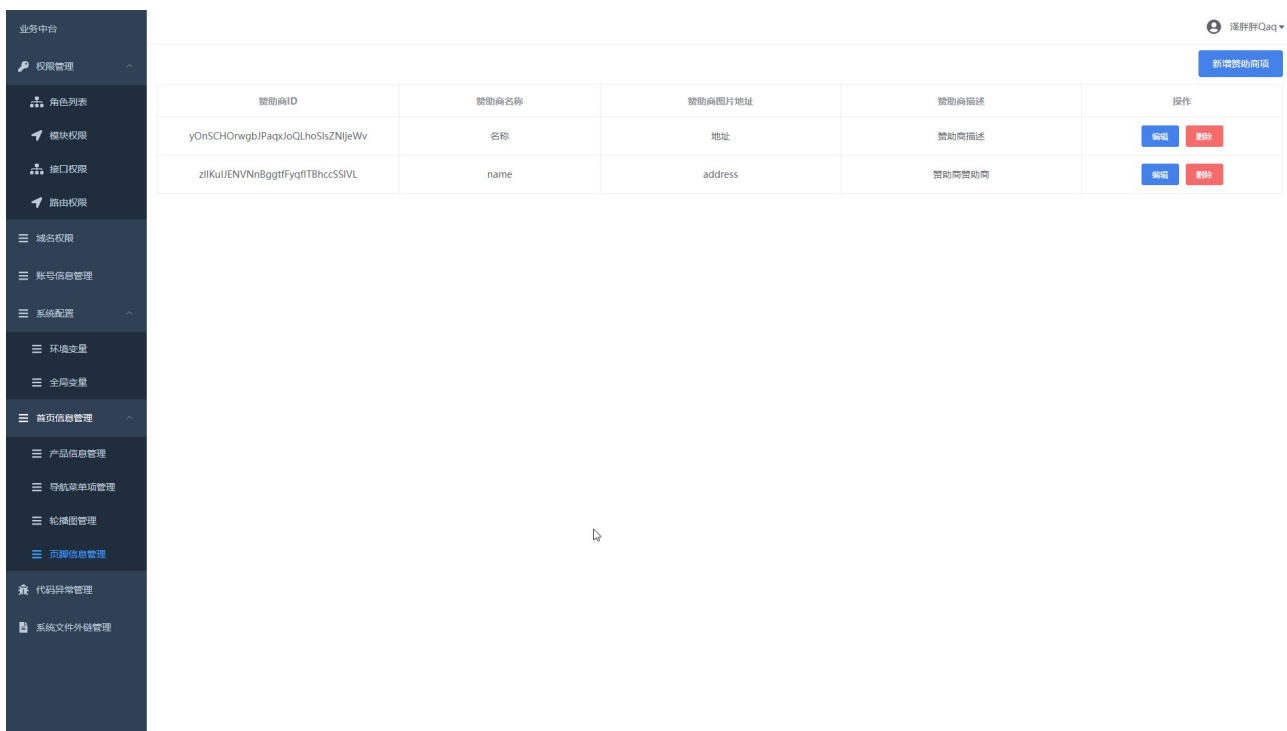 业务中台
泽胖胖Qaq
权限管理
角色列表
模块权限
接口权限
路由权限
域名权限
账号信息管理
系统配置
环境变量
全局变量
首页信息管理
产品信息管理
导航菜单项管理
轮播图管理
页脚信息管理
代码异常管理
系统文件外链管理
新增赞助商项
赞助商ID 赞助商名称 赞助商图片地址 赞助商描述 操作
名称 地址 赞助商描述 编辑 删除
name address 赞助商赞助商 编辑 删除